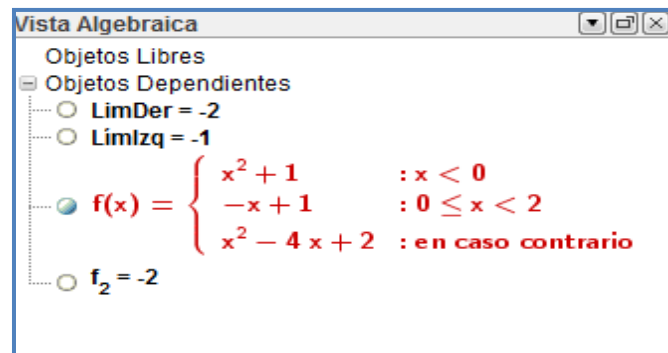 Vista Algebraica
Objetos Libres
Objetos Dependientes
LimDer = -2
LímIzq = -1
f(x) = { x² + 1 : x < 0
−x + 1 : 0 ≤ x < 2
x² − 4 x + 2 : en caso contrario
f₂ = -2